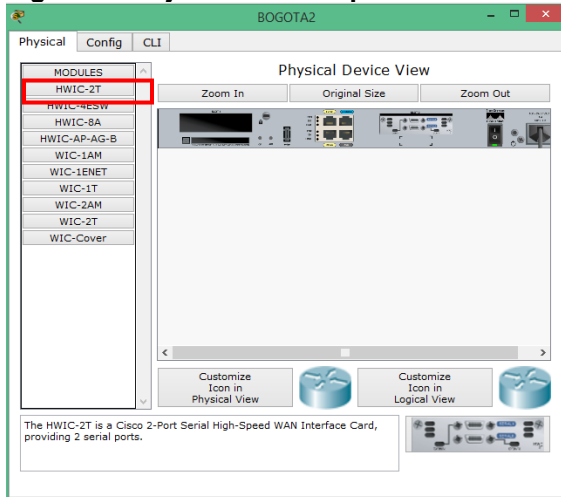 BOGOTA2
Physical Config CLI
MODULES
HWIC-2T
HWIC-4ESW
HWIC-8A
HWIC-AP-AG-B
WIC-1AM
WIC-1ENET
WIC-1T
WIC-2AM
WIC-2T
WIC-Cover
Physical Device View
Zoom In Original Size Zoom Out
Customize
Icon in
Physical View
Customize
Icon in
Logical View
The HWIC-2T is a Cisco 2-Port Serial High-Speed WAN Interface Card,
providing 2 serial ports.